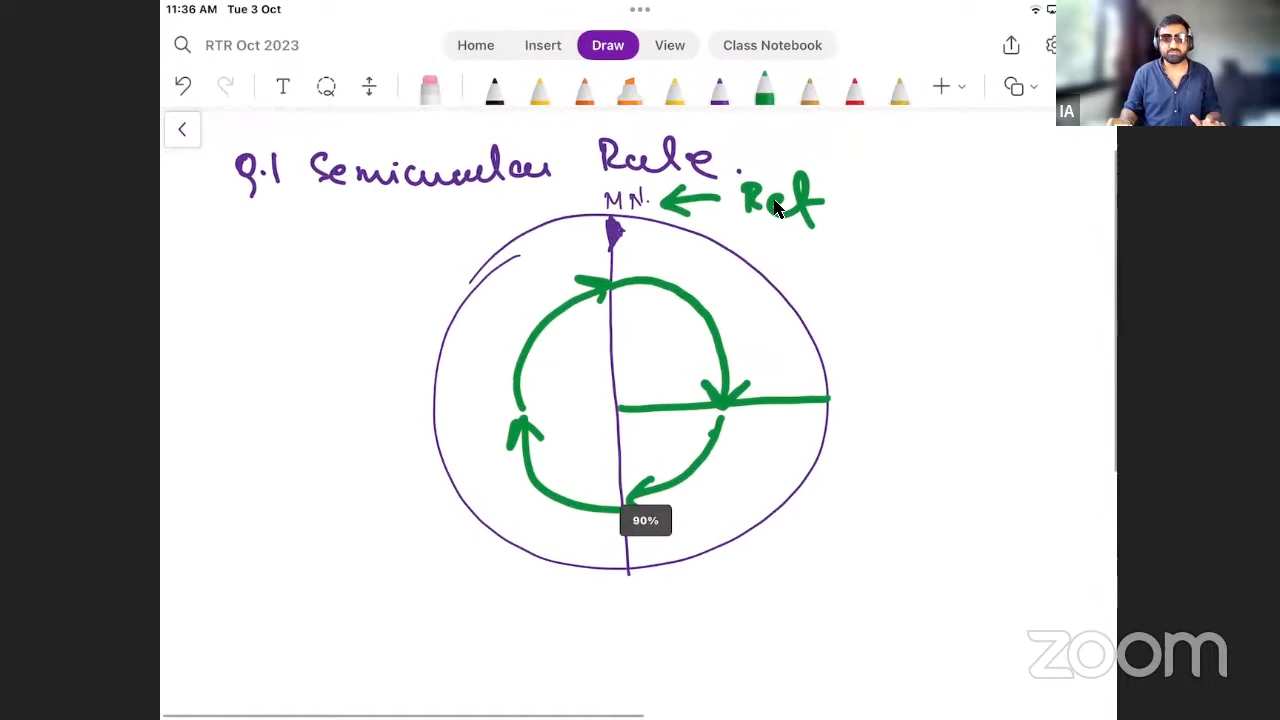 11:36 AM Tue 3 Oct
RTR Oct 2023
Home Insert Draw View Class Notebook
T
IA
Q.1 Semicircular Rule.
M N. Ref
90%
zoom